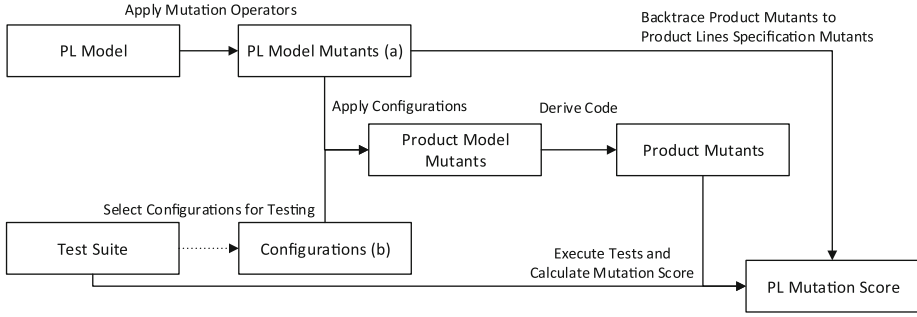 Apply Mutation Operators
Backtrace Product Mutants to
Product Lines Specification Mutants
PL Model
PL Model Mutants (a)
Apply Configurations
Derive Code
Product Model
Mutants
Product Mutants
Select Configurations for Testing
Test Suite
Configurations (b)
Execute Tests and
Calculate Mutation Score
PL Mutation Score